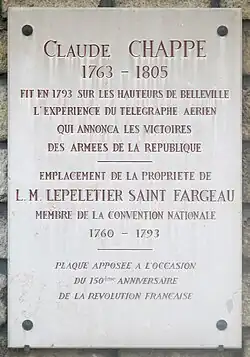 CLAUDE CHAPPE
1763 - 1805
FIT EN 1793 SUR LES HAUTEURS DE BELLEVILLE
L'EXPERIENCE DU TELEGRAPHE AERIEN
QUI ANNONCA LES VICTOIRES
DES ARMEES DE LA REPUBLIQUE
EMPLACEMENT DE LA PROPRIETE DE
L.M. LEPELETIER SAINT FARGEAU
MEMBRE DE LA CONVENTION NATIONALE
1760 - 1793
PLAQUE APPOSEE A L'OCCASION
DU 150ème ANNIVERSAIRE
DE LA REVOLUTION FRANCAISE